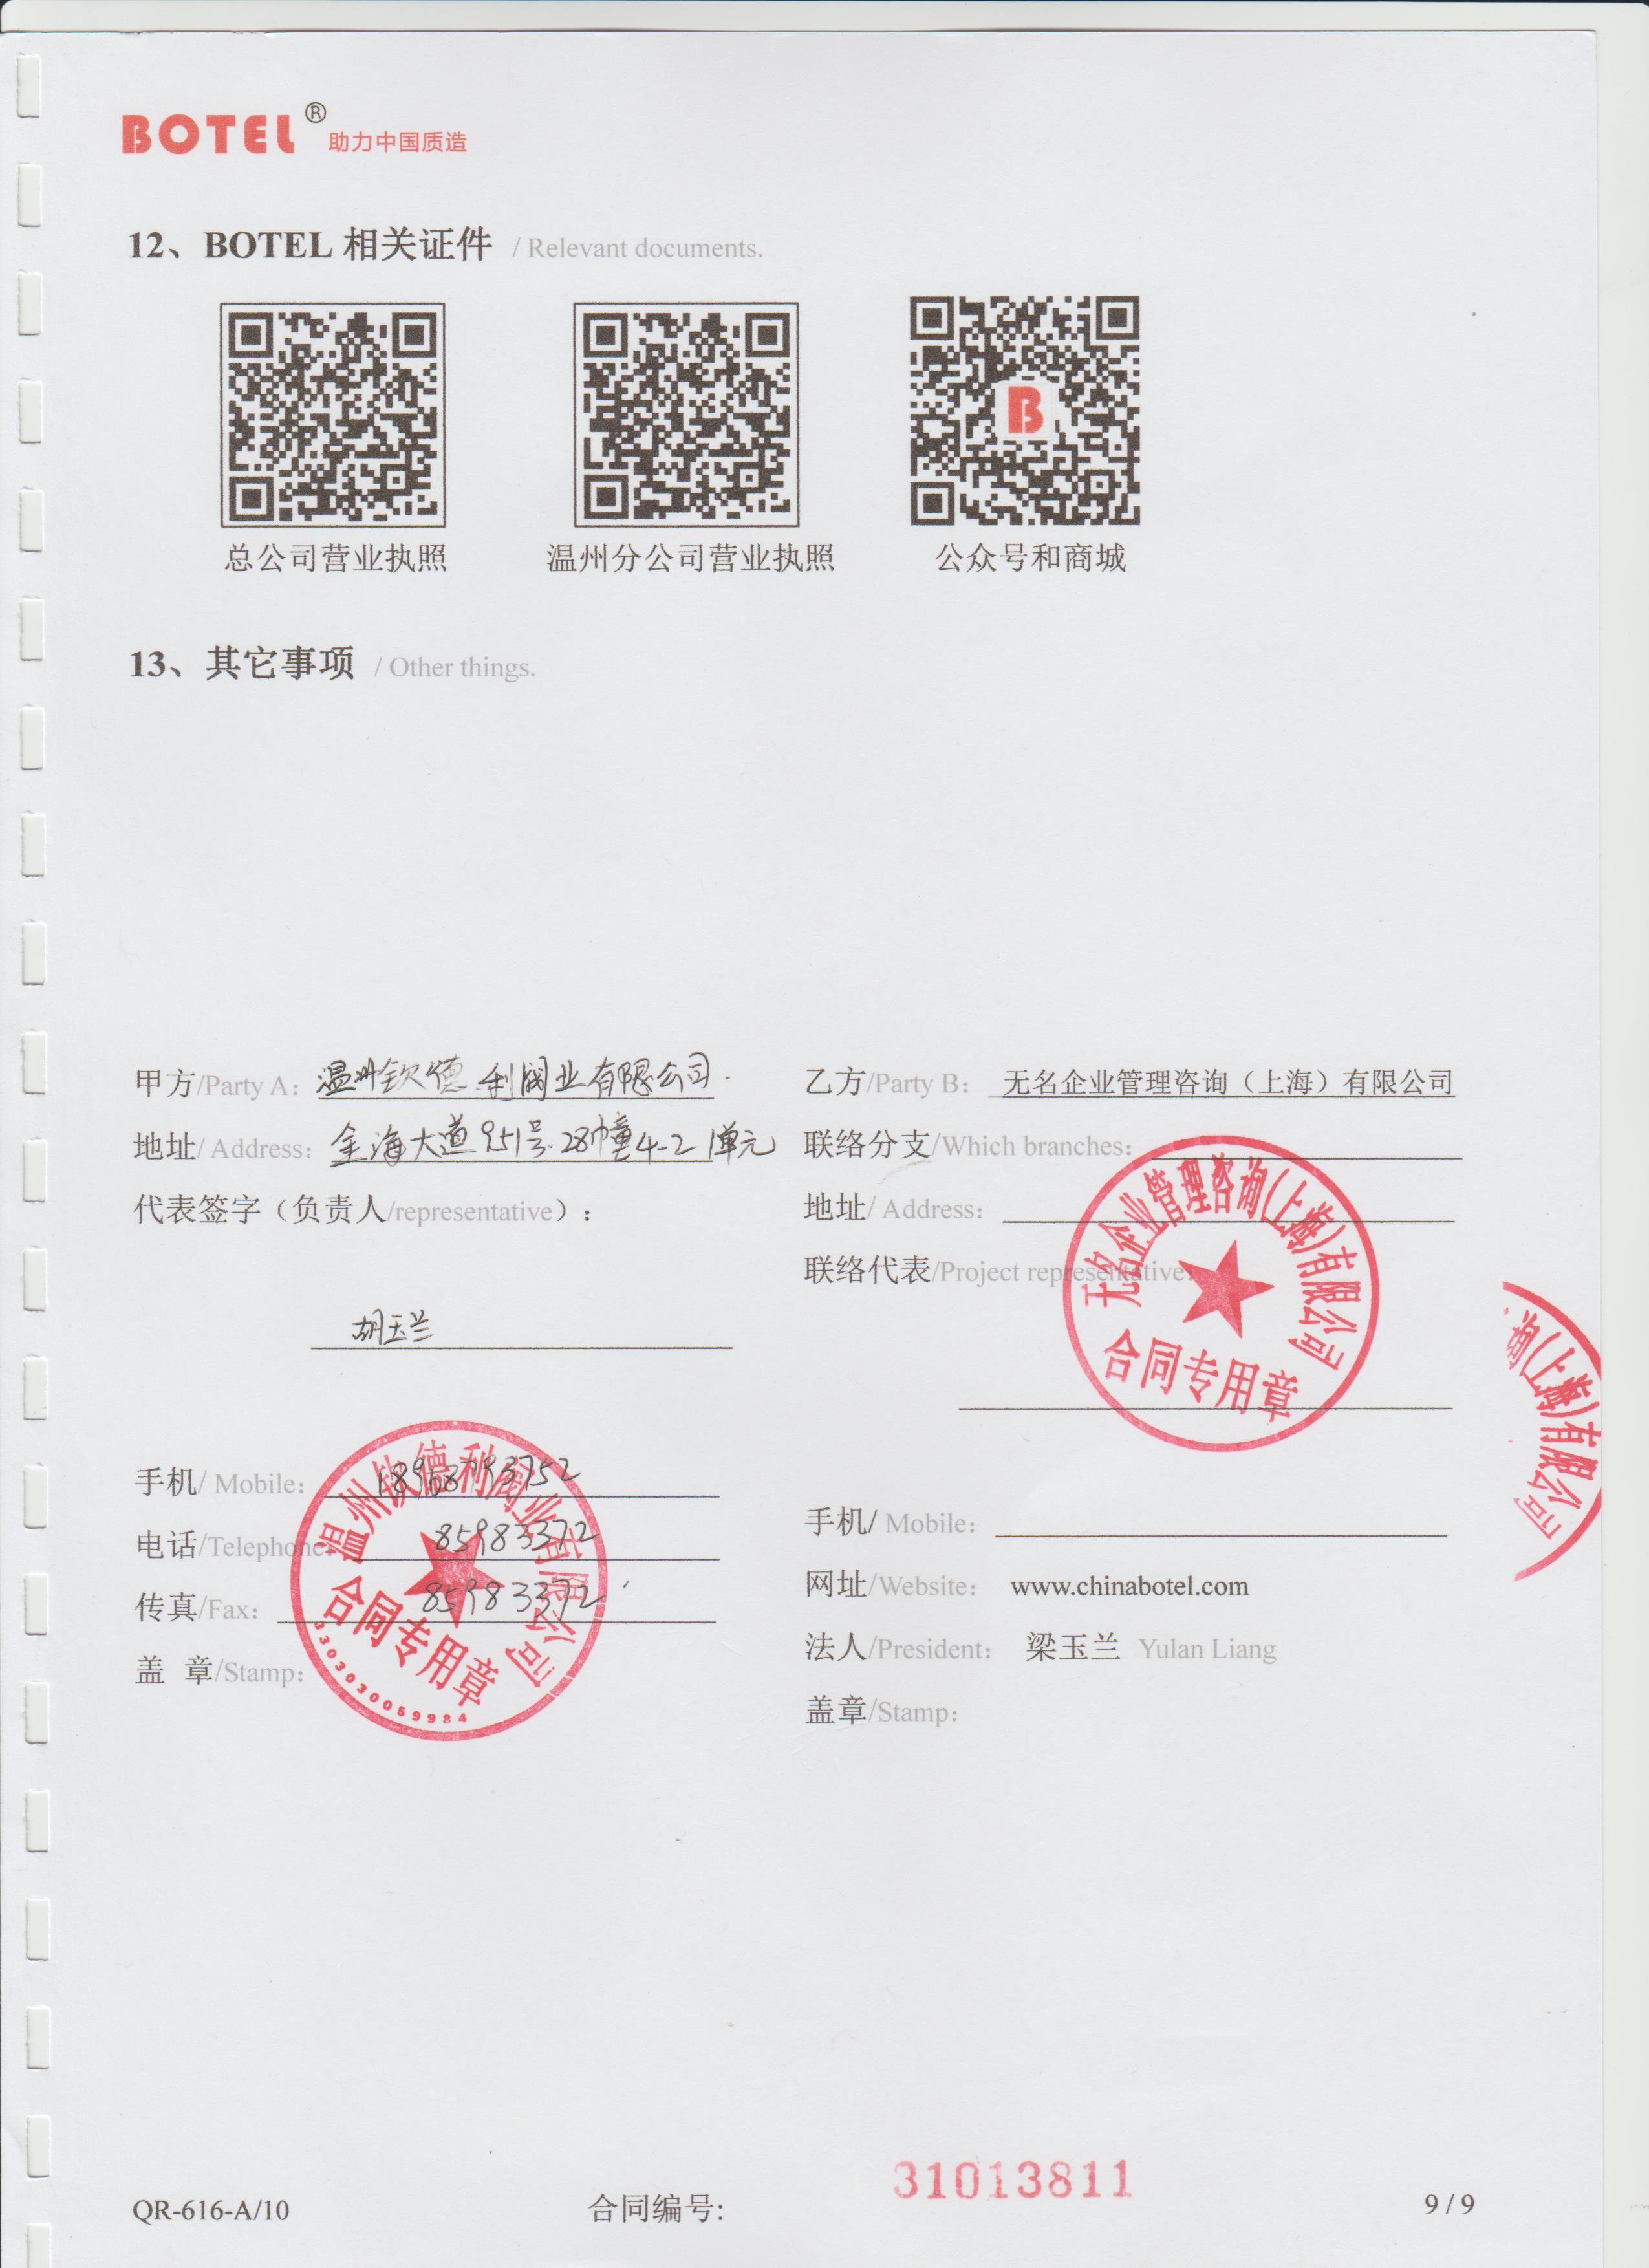 BOTEL® 助力中国质造
12、BOTEL 相关证件 / Relevant documents.
总公司营业执照 温州分公司营业执照 公众号和商城
13、其它事项 / Other things.
甲方/Party A： 温州钦德利阀业有限公司.
地址/ Address： 金海大道951号.28幢4-2 1单元
代表签字（负责人/representative）：
胡玉兰
手机/ Mobile： 18968795752
电话/Telephone： 85983372
传真/Fax： 85983372
盖 章/Stamp：
温州钦德利阀业有限公司
合同专用章
3303030059984
乙方/Party B： 无名企业管理咨询（上海）有限公司
联络分支/Which branches：
地址/ Address：
联络代表/Project representative：
无名企业管理咨询(上海)有限公司
合同专用章
手机/ Mobile：
网址/Website： www.chinabotel.com
法人/President： 梁玉兰 Yulan Liang
盖章/Stamp：
询(上海)有限公司
QR-616-A/10 合同编号: 31013811 9 / 9